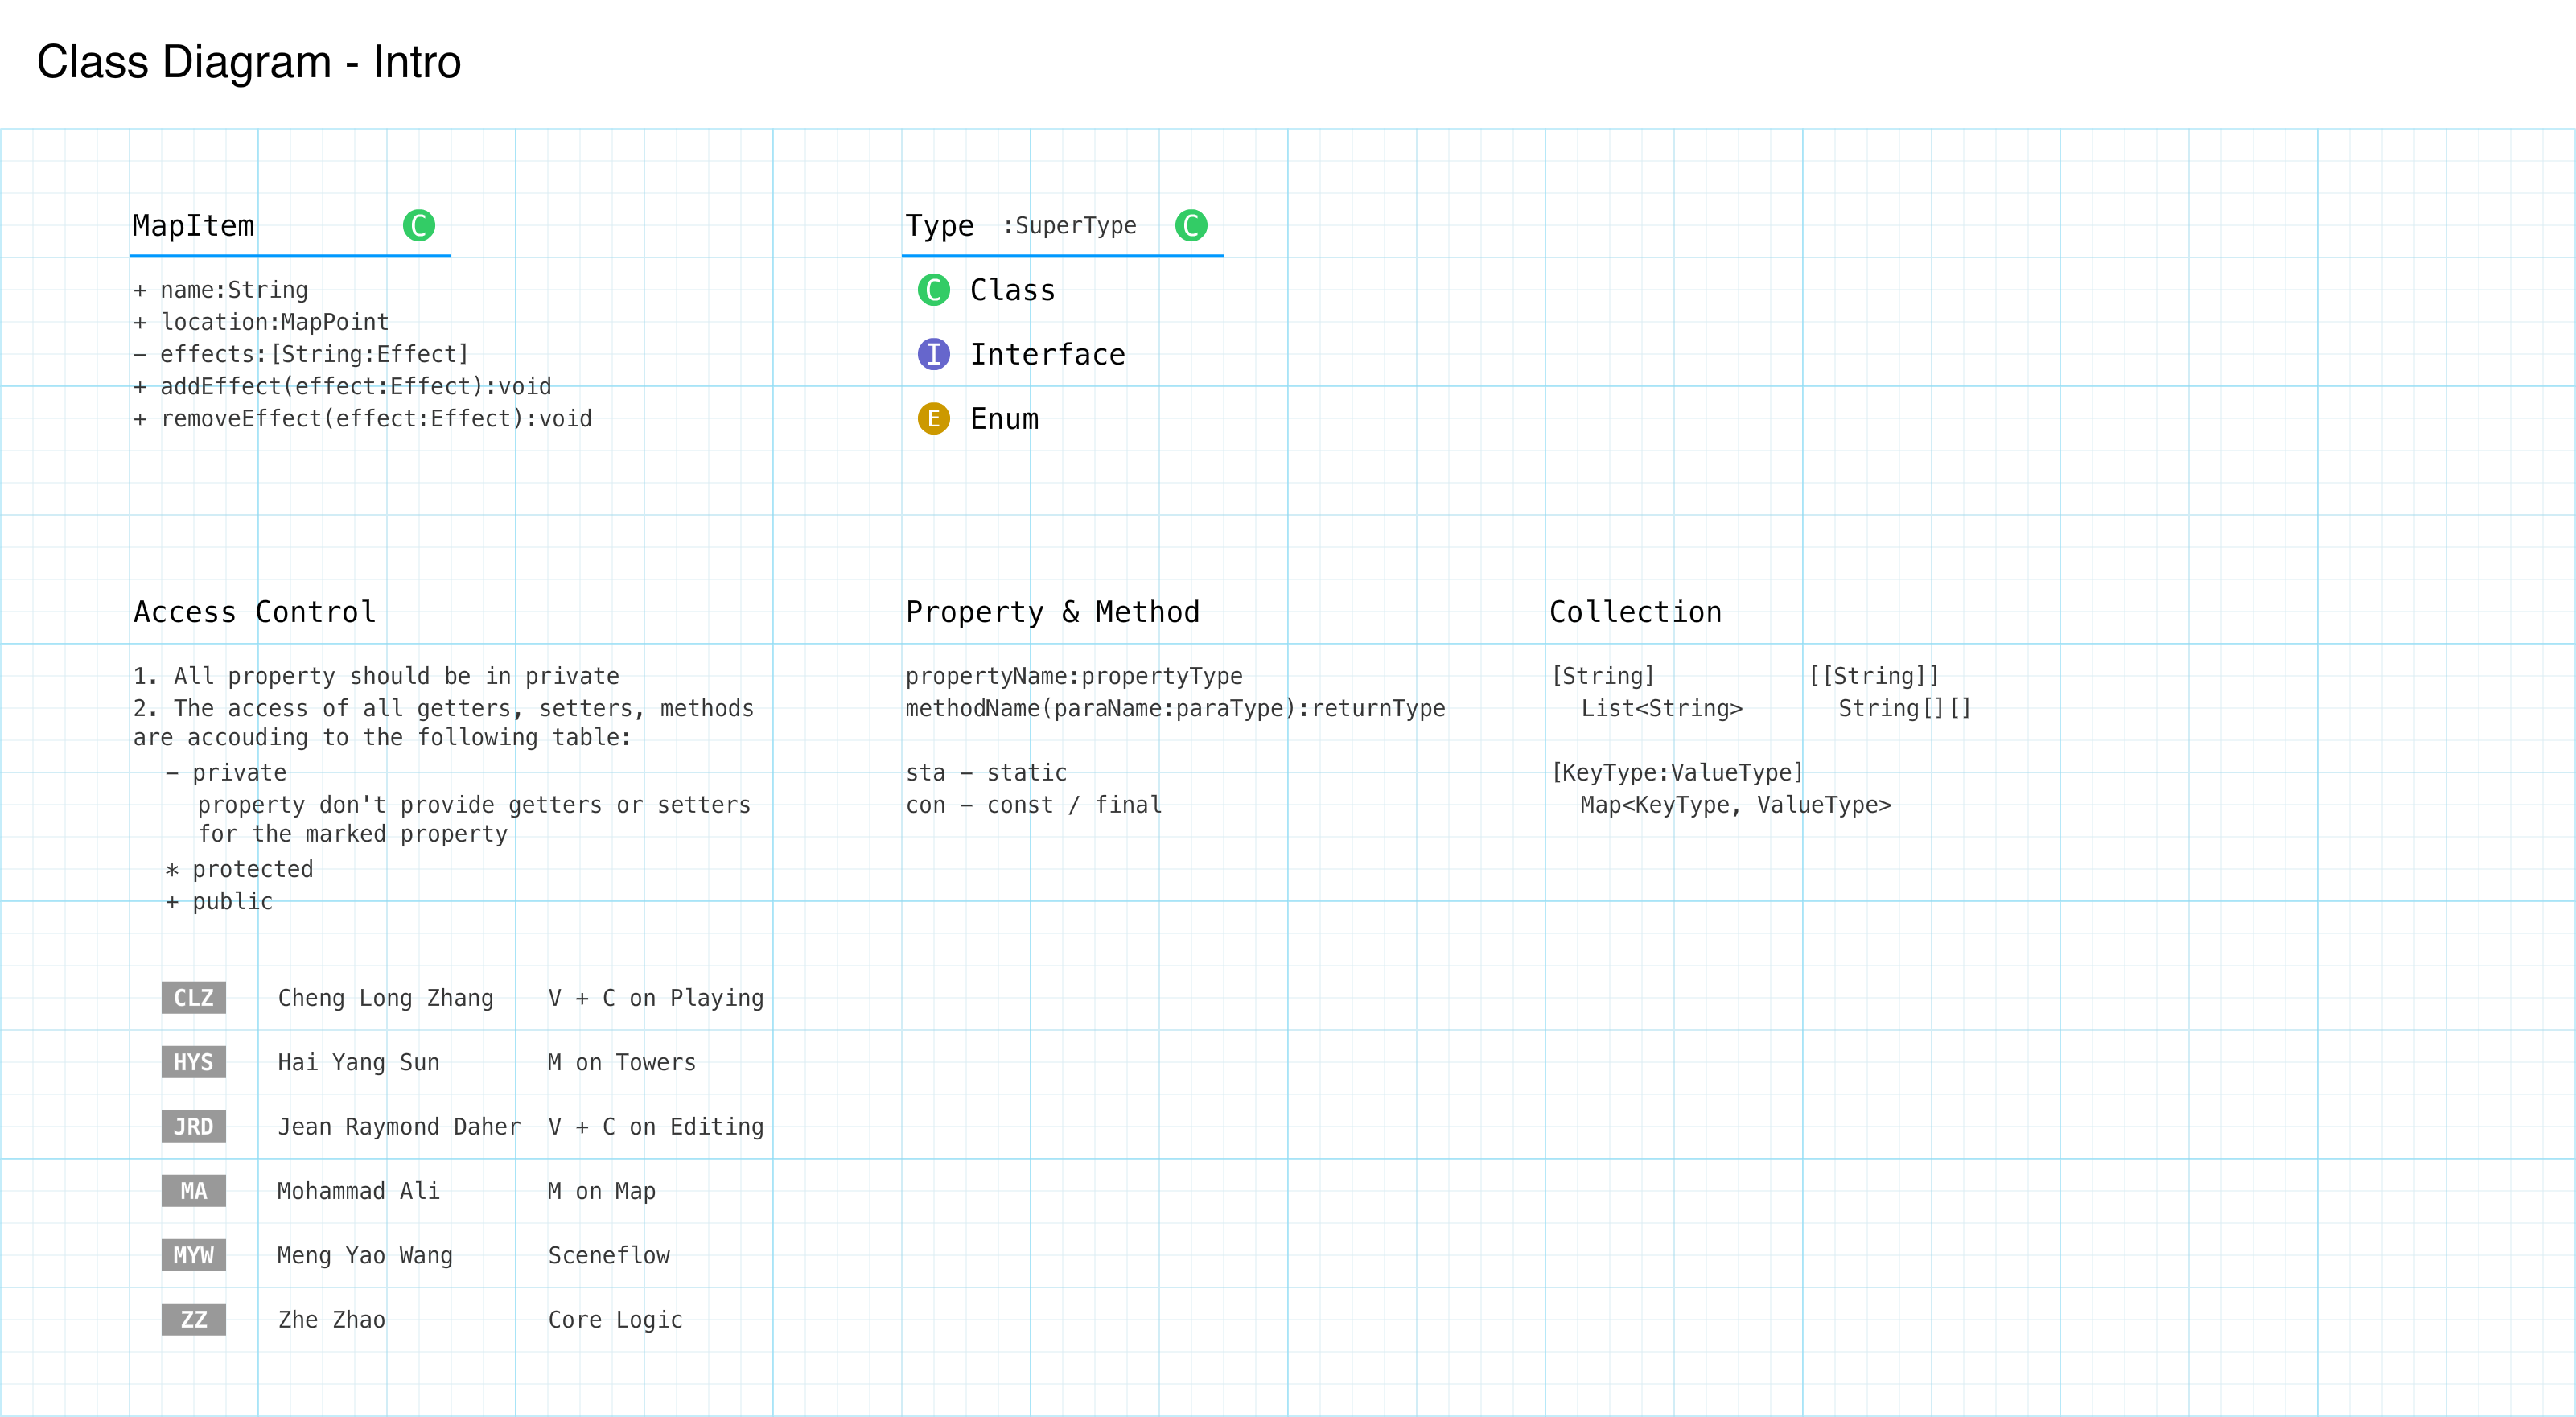 Class Diagram - Intro
MapItem C
+ name:String
+ location:MapPoint
− effects:[String:Effect]
+ addEffect(effect:Effect):void
+ removeEffect(effect:Effect):void
Type :SuperType C
C Class
I Interface
E Enum
Access Control
1. All property should be in private
2. The access of all getters, setters, methods
are accouding to the following table:
− private
property don't provide getters or setters
for the marked property
* protected
+ public
Property & Method
propertyName:propertyType
methodName(paraName:paraType):returnType
sta − static
con − const / final
Collection
[String]
List<String>
[[String]]
String[][]
[KeyType:ValueType]
Map<KeyType, ValueType>
CLZ Cheng Long Zhang V + C on Playing
HYS Hai Yang Sun M on Towers
JRD Jean Raymond Daher V + C on Editing
MA Mohammad Ali M on Map
MYW Meng Yao Wang Sceneflow
ZZ Zhe Zhao Core Logic